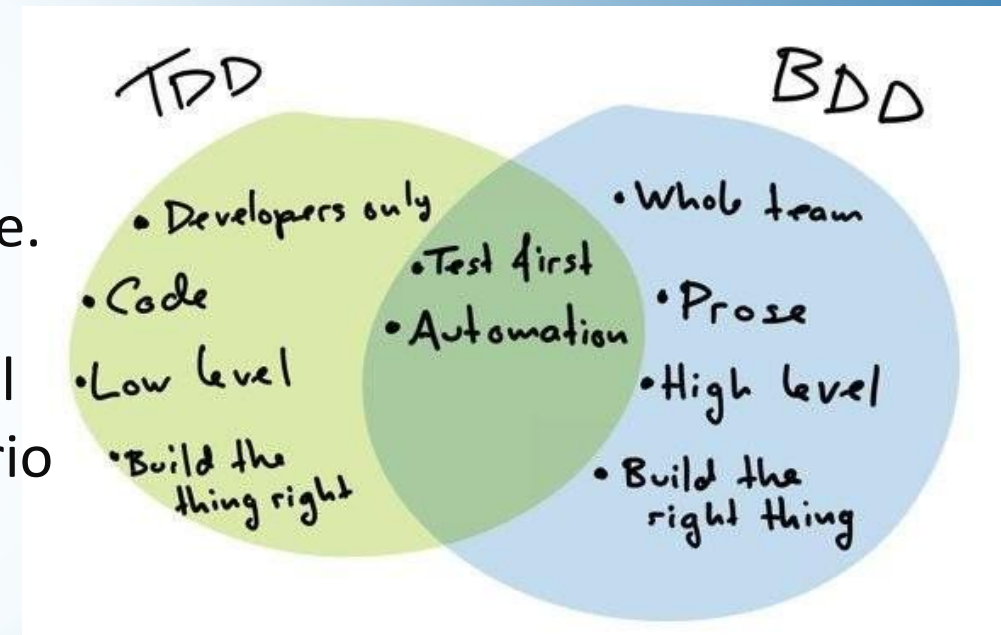 TDD
BDD
e.
l
rio
• Developers only
• Code
• Low level
• Build the
thing right
• Test first
• Automation
• Whole team
• Prose
• High level
• Build the
right thing